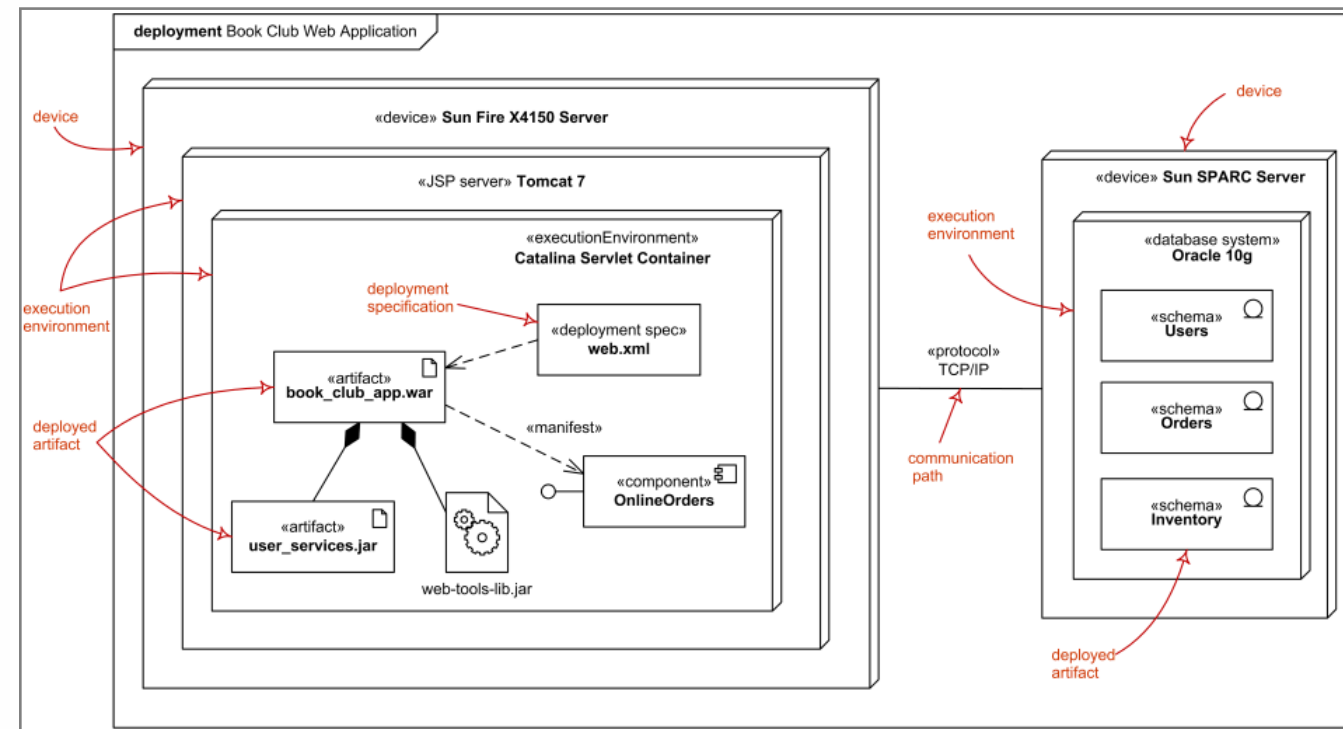 deployment Book Club Web Application
device
«device» Sun Fire X4150 Server
«JSP server» Tomcat 7
«executionEnvironment»
Catalina Servlet Container
execution
environment
deployment
specification
«deployment spec»
web.xml
«artifact»
book_club_app.war
«manifest»
deployed
artifact
«component»
OnlineOrders
«artifact»
user_services.jar
web-tools-lib.jar
«protocol»
TCP/IP
communication
path
device
«device» Sun SPARC Server
execution
environment
«database system»
Oracle 10g
«schema»
Users
«schema»
Orders
«schema»
Inventory
deployed
artifact